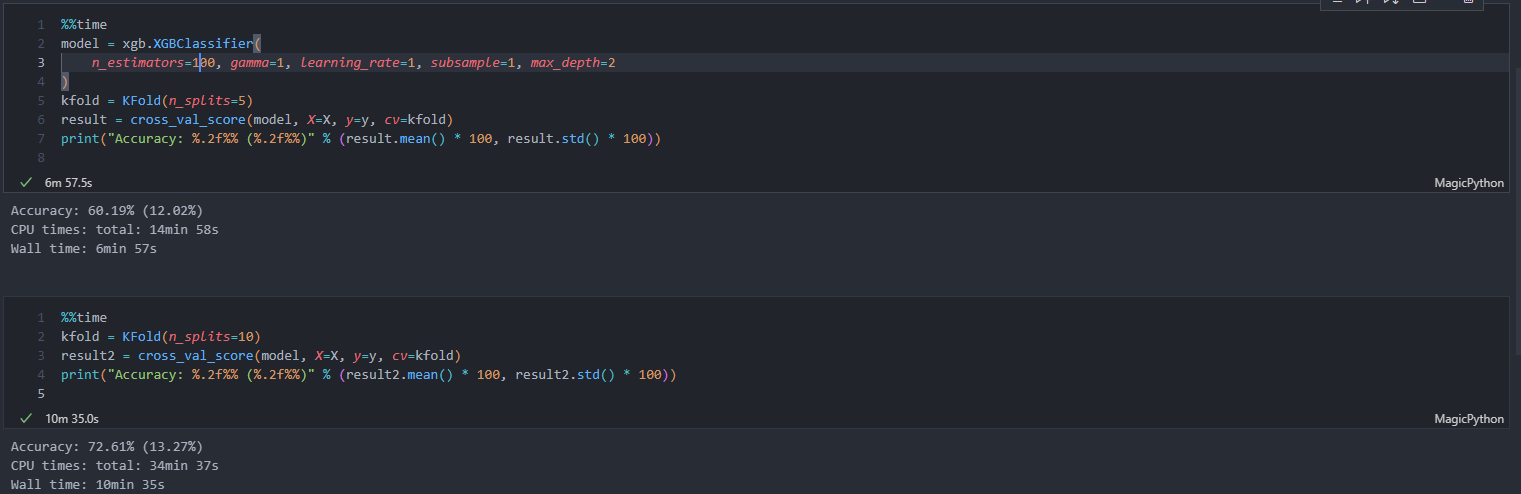 1 %%time
2 model = xgb.XGBClassifier(
3 n_estimators=100, gamma=1, learning_rate=1, subsample=1, max_depth=2
4 )
5 kfold = KFold(n_splits=5)
6 result = cross_val_score(model, X=X, y=y, cv=kfold)
7 print("Accuracy: %.2f%% (%.2f%%)" % (result.mean() * 100, result.std() * 100))
8
6m 57.5s MagicPython
Accuracy: 60.19% (12.02%)
CPU times: total: 14min 58s
Wall time: 6min 57s
1 %%time
2 kfold = KFold(n_splits=10)
3 result2 = cross_val_score(model, X=X, y=y, cv=kfold)
4 print("Accuracy: %.2f%% (%.2f%%)" % (result2.mean() * 100, result2.std() * 100))
5
10m 35.0s MagicPython
Accuracy: 72.61% (13.27%)
CPU times: total: 34min 37s
Wall time: 10min 35s